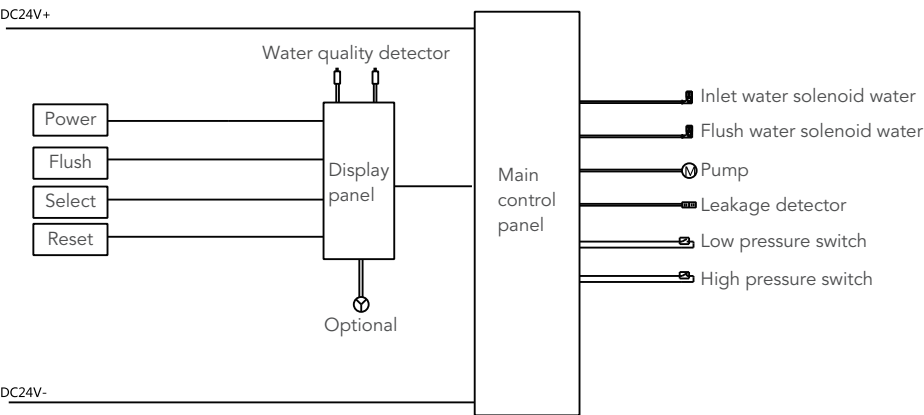 DC24V+
Water quality detector
Power
Flush
Select
Reset
Display
panel
Optional
Main
control
panel
Inlet water solenoid water
Flush water solenoid water
M
Pump
Leakage detector
Low pressure switch
High pressure switch
DC24V-